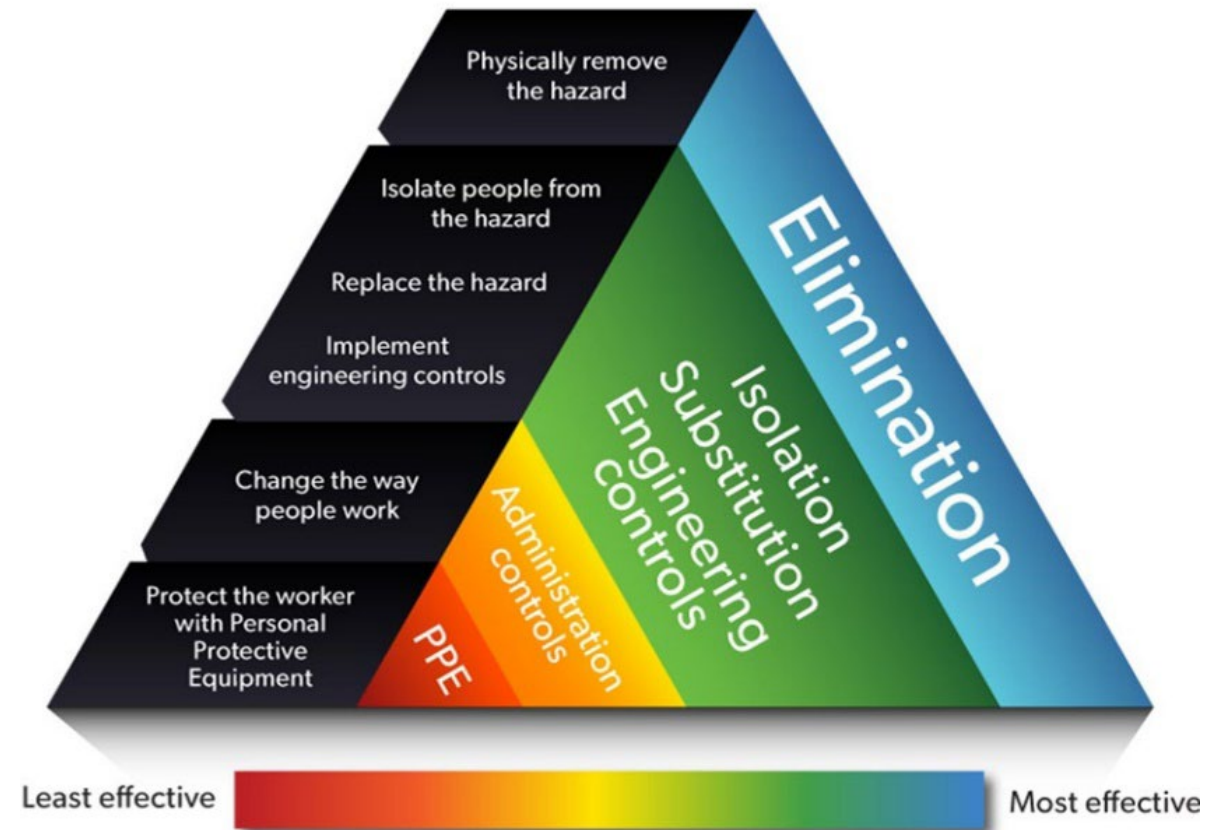 Physically remove
the hazard
Isolate people from
the hazard
Replace the hazard
Implement
engineering controls
Change the way
people work
Protect the worker
with Personal
Protective
Equipment
Elimination
Isolation
Substitution
Engineering
controls
Administration
controls
PPE
Least effective
Most effective